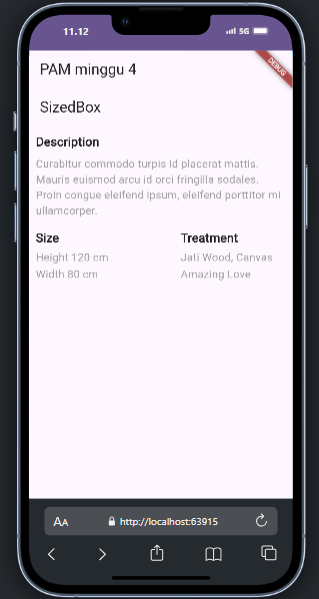 11.12
5G
DEBUG
PAM minggu 4
SizedBox
Description
Curabitur commodo turpis id placerat mattis.
Mauris euismod arcu id orci fringilla sodales.
Proin congue eleifend ipsum, eleifend porttitor mi
ullamcorper.
Size
Treatment
Height 120 cm
Jati Wood, Canvas
Width 80 cm
Amazing Love
AA
http://localhost:63915